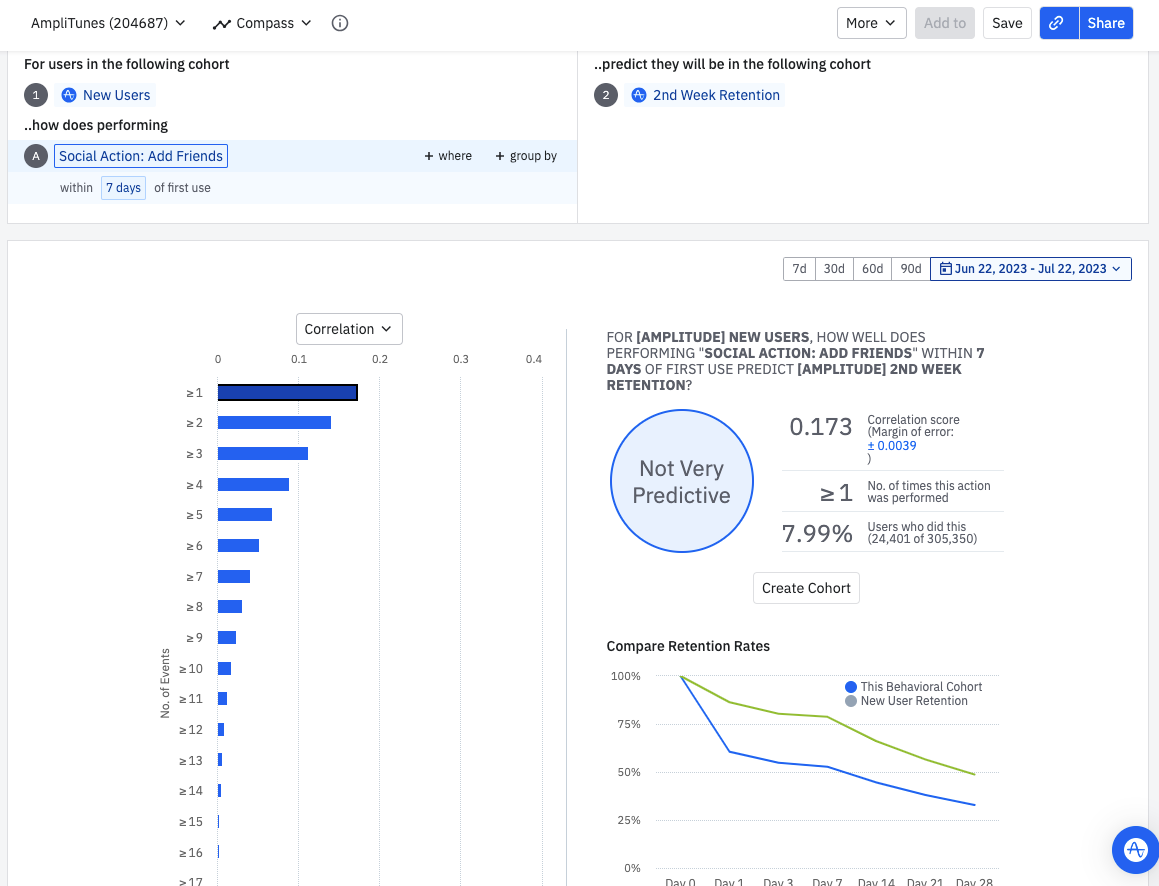 AmpliTunes (204687)
Compass
More
Add to
Save
Share
For users in the following cohort
1
New Users
..how does performing
A
Social Action: Add Friends
+ where
+ group by
within
7 days
of first use
..predict they will be in the following cohort
2
2nd Week Retention
7d
30d
60d
90d
Jun 22, 2023 - Jul 22, 2023
Correlation
0
0.1
0.2
0.3
0.4
≥ 1
≥ 2
≥ 3
≥ 4
≥ 5
≥ 6
≥ 7
≥ 8
≥ 9
≥ 10
≥ 11
≥ 12
≥ 13
≥ 14
≥ 15
≥ 16
≥ 17
No. of Events
FOR [AMPLITUDE] NEW USERS, HOW WELL DOES
PERFORMING "SOCIAL ACTION: ADD FRIENDS" WITHIN 7
DAYS OF FIRST USE PREDICT [AMPLITUDE] 2ND WEEK
RETENTION?
Not Very
Predictive
0.173
Correlation score
(Margin of error:
± 0.0039
)
≥ 1
No. of times this action
was performed
7.99%
Users who did this
(24,401 of 305,350)
Create Cohort
Compare Retention Rates
100%
75%
50%
25%
0%
This Behavioral Cohort
New User Retention
Day 0
Day 1
Day 3
Day 7
Day 14
Day 21
Day 28